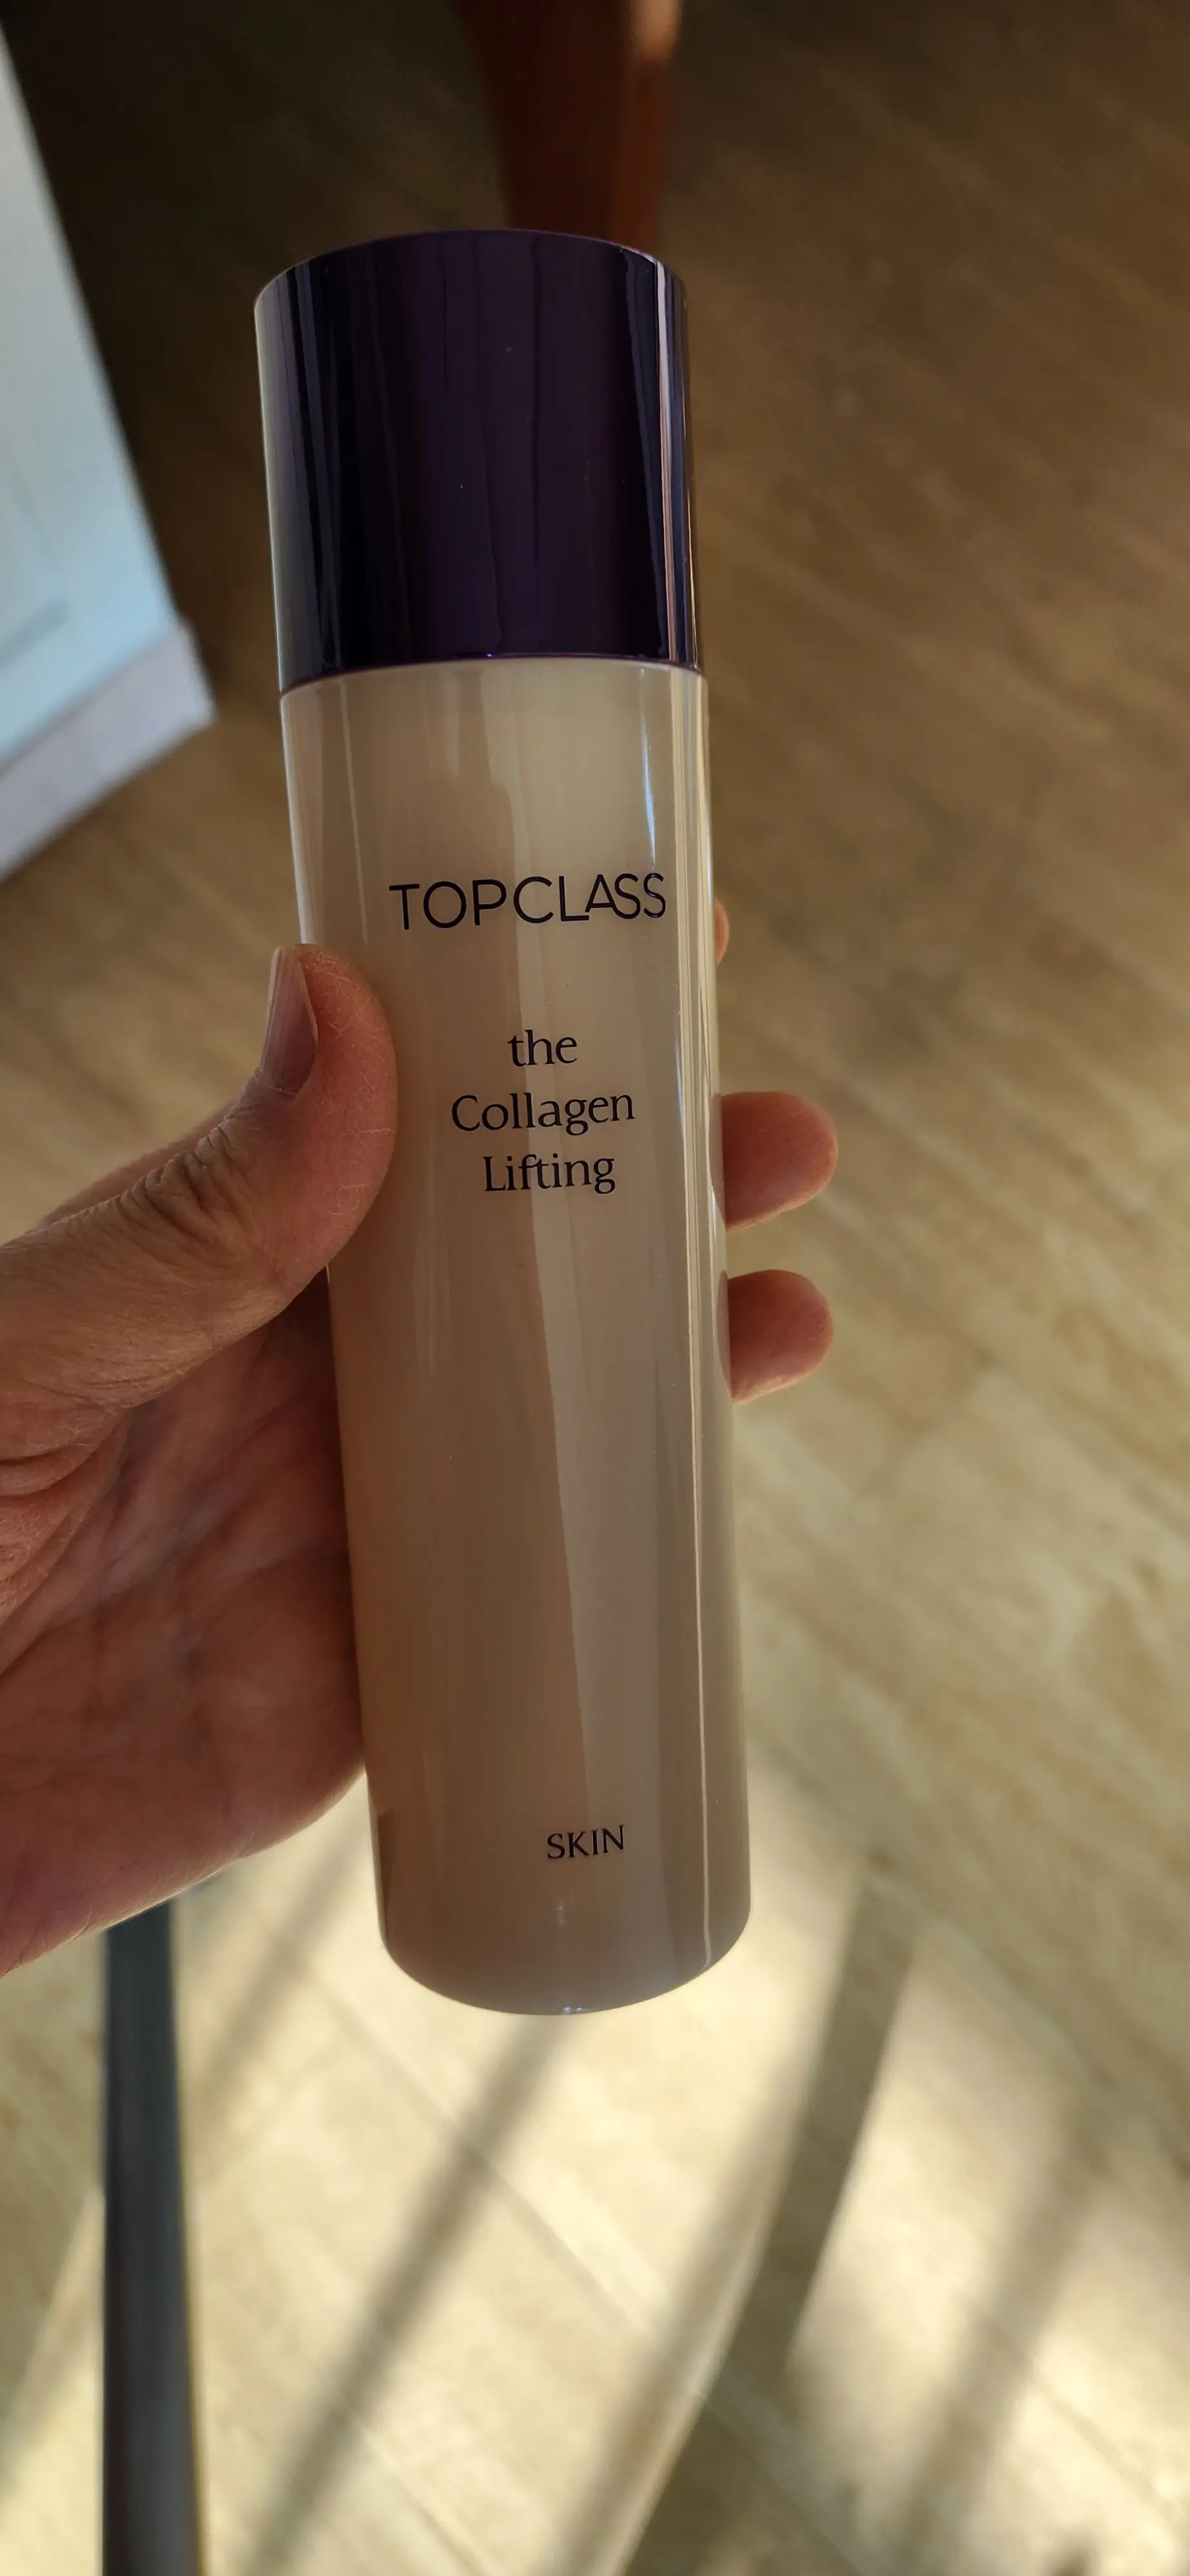 TOPCLASS
the
Collagen
Lifting
SKIN